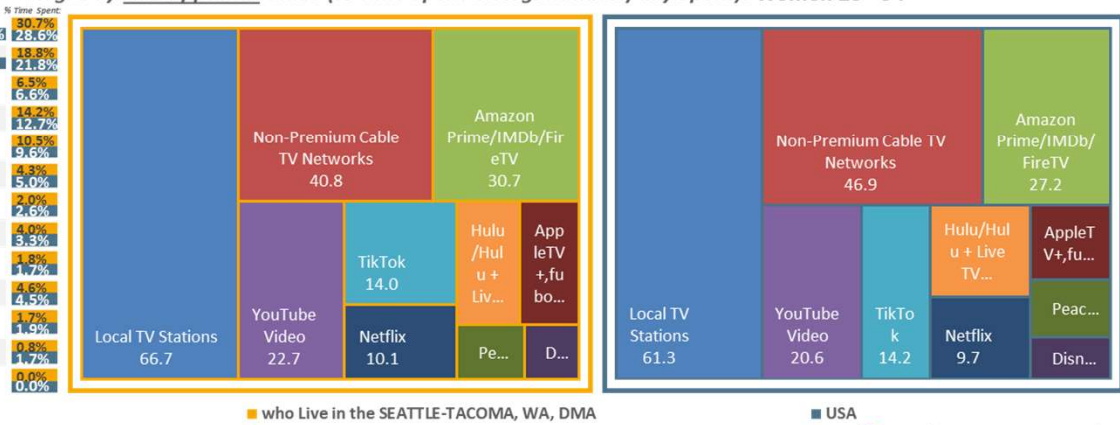 % Time Spent:
30.7%
28.6%
18.8%
21.8%
6.5%
6.6%
14.2%
12.7%
10.5%
9.6%
4.3%
5.0%
2.0%
2.6%
4.0%
3.3%
1.8%
1.7%
4.6%
4.5%
1.7%
1.9%
0.8%
1.7%
0.0%
0.0%
Local TV Stations
66.7
Non-Premium Cable
TV Networks
40.8
Amazon
Prime/IMDb/Fir
eTV
30.7
YouTube
Video
22.7
TikTok
14.0
Netflix
10.1
Hulu
/Hul
u +
Liv...
App
leTV
+,fu
bo...
Pe...
D...
Local TV
Stations
61.3
Non-Premium Cable TV
Networks
46.9
Amazon
Prime/IMDb/
FireTV
27.2
YouTube
Video
20.6
TikTo
k
14.2
Hulu/Hul
u + Live
TV...
Netflix
9.7
AppleT
V+,fu...
Peac...
Disn...
who Live in the SEATTLE-TACOMA, WA, DMA
USA